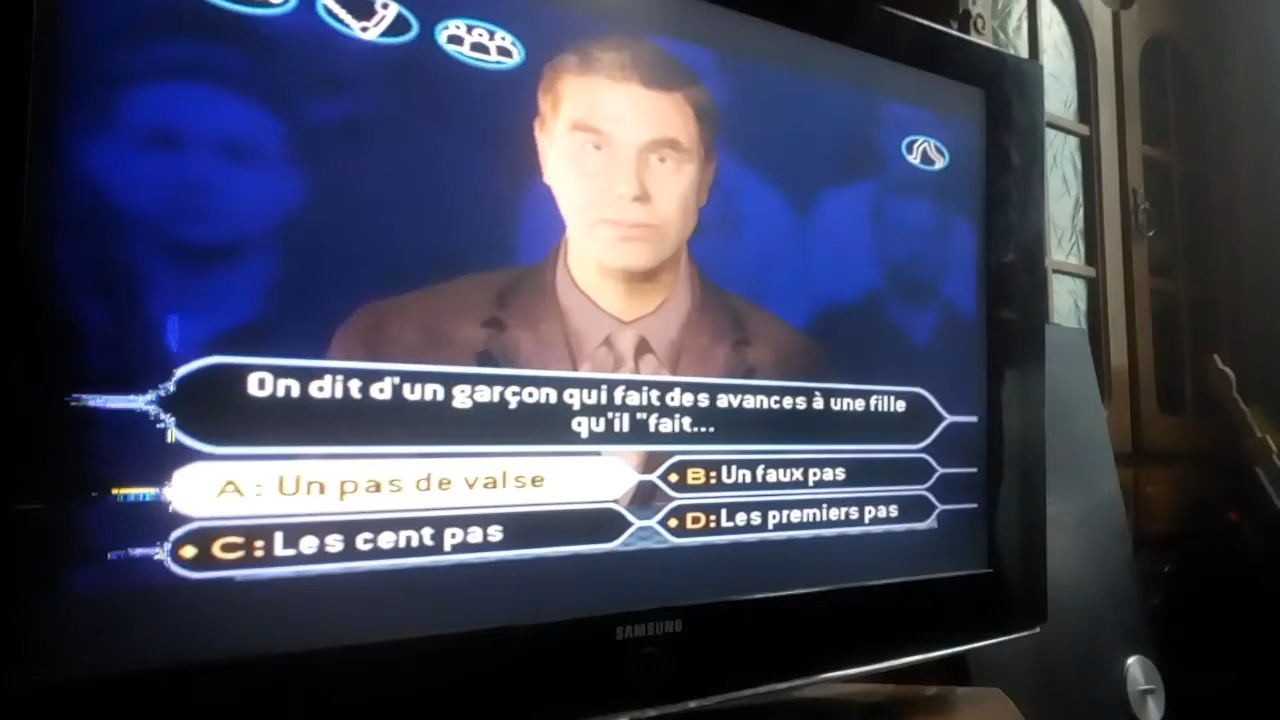 On dit d'un garçon qui fait des avances à une fille
qu'il "fait...
A: Un pas de valse
B: Un faux pas
C: Les cent pas
D: Les premiers pas
SAMSUNG